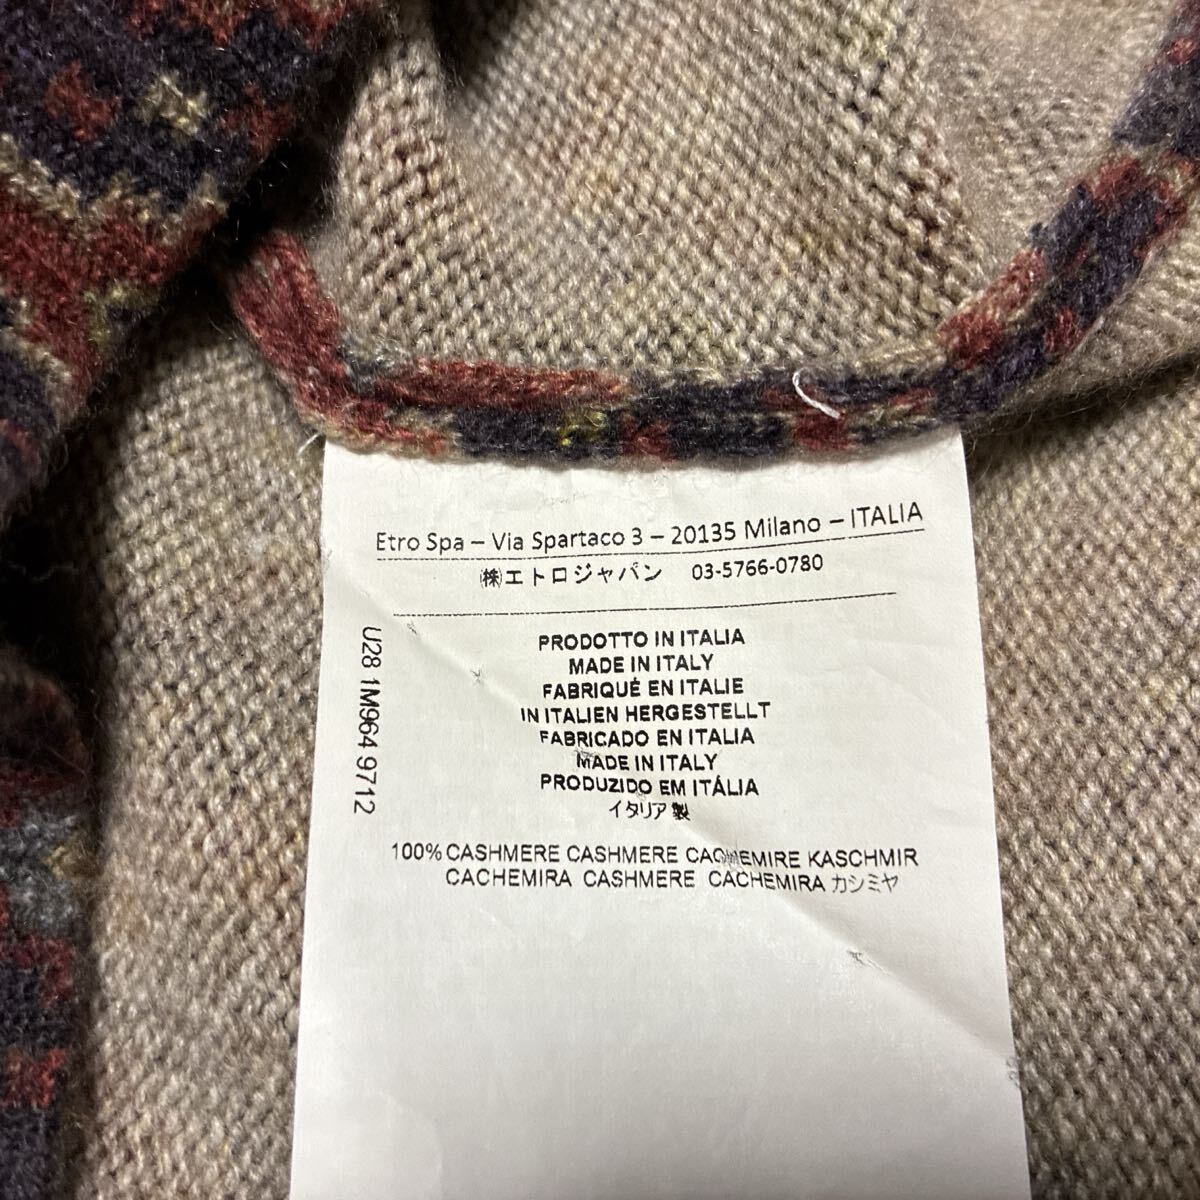 Etro Spa – Via Spartaco 3 – 20135 Milano – ITALIA
㈱エトロジャパン 03-5766-0780
PRODOTTO IN ITALIA
MADE IN ITALY
FABRIQUÉ EN ITALIE
IN ITALIEN HERGESTELLT
FABRICADO EN ITALIA
MADE IN ITALY
PRODUZIDO EM ITÁLIA
イタリア製
100% CASHMERE CASHMERE CACHEMIRE KASCHMIR
CACHEMIRA CASHMERE CACHEMIRA カシミヤ
U28 1M964 9712